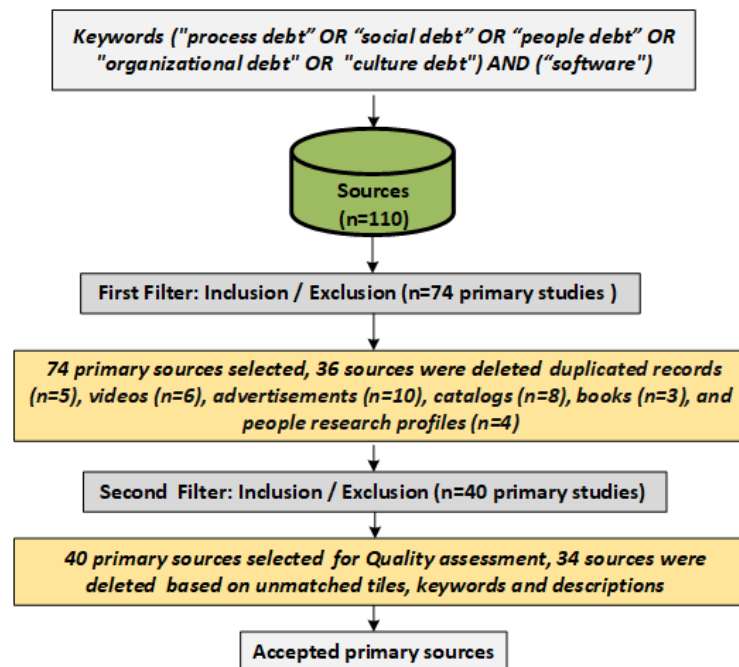 Keywords ("process debt” OR “social debt” OR “people debt” OR
"organizational debt" OR "culture debt") AND (“software")
Sources
(n=110)
First Filter: Inclusion / Exclusion (n=74 primary studies )
74 primary sources selected, 36 sources were deleted duplicated records
(n=5), videos (n=6), advertisements (n=10), catalogs (n=8), books (n=3), and
people research profiles (n=4)
Second Filter: Inclusion / Exclusion (n=40 primary studies)
40 primary sources selected for Quality assessment, 34 sources were
deleted based on unmatched tiles, keywords and descriptions
Accepted primary sources